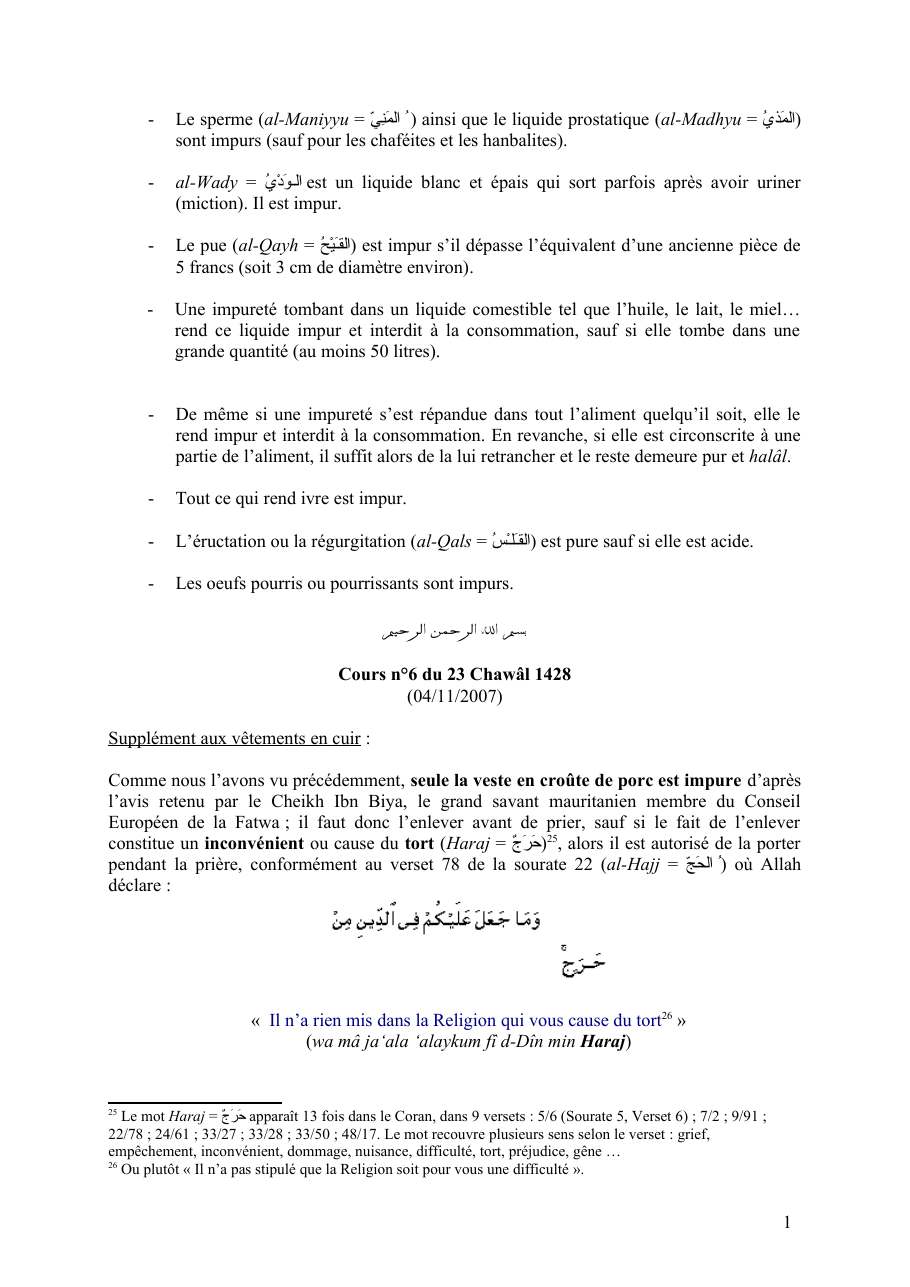 - Le sperme (al-Maniyyu = المَنِيّ ُ) ainsi que le liquide prostatique (al-Madhyu = المَذْيُ)
sont impurs (sauf pour les chaféites et les hanbalites).
- al-Wady = الـوَدْيُ est un liquide blanc et épais qui sort parfois après avoir uriner
(miction). Il est impur.
- Le pue (al-Qayh = القـَيْحُ) est impur s’il dépasse l’équivalent d’une ancienne pièce de
5 francs (soit 3 cm de diamètre environ).
- Une impureté tombant dans un liquide comestible tel que l’huile, le lait, le miel…
rend ce liquide impur et interdit à la consommation, sauf si elle tombe dans une
grande quantité (au moins 50 litres).
- De même si une impureté s’est répandue dans tout l’aliment quelqu’il soit, elle le
rend impur et interdit à la consommation. En revanche, si elle est circonscrite à une
partie de l’aliment, il suffit alors de la lui retrancher et le reste demeure pur et halâl.
- Tout ce qui rend ivre est impur.
- L’éructation ou la régurgitation (al-Qals = القـَلـْسُ) est pure sauf si elle est acide.
- Les oeufs pourris ou pourrissants sont impurs.
بسم الله الرحمن الرحيم
Cours n°6 du 23 Chawâl 1428
(04/11/2007)
Supplément aux vêtements en cuir :
Comme nous l’avons vu précédemment, seule la veste en croûte de porc est impure d’après
l’avis retenu par le Cheikh Ibn Biya, le grand savant mauritanien membre du Conseil
Européen de la Fatwa ; il faut donc l’enlever avant de prier, sauf si le fait de l’enlever
constitue un inconvénient ou cause du tort (Haraj = حَرَجٌ)25, alors il est autorisé de la porter
pendant la prière, conformément au verset 78 de la sourate 22 (al-Hajj = الحَجّ ُ) où Allah
déclare :
وَمَا جَعَلَ عَلَيْكُمْ فِى ٱلدِّينِ مِنْ
حَرَجٍۚ
« Il n’a rien mis dans la Religion qui vous cause du tort26 »
(wa mâ ja‘ala ‘alaykum fî d-Dîn min Haraj)
25 Le mot Haraj = حَرَجٌ apparaît 13 fois dans le Coran, dans 9 versets : 5/6 (Sourate 5, Verset 6) ; 7/2 ; 9/91 ;
22/78 ; 24/61 ; 33/27 ; 33/28 ; 33/50 ; 48/17. Le mot recouvre plusieurs sens selon le verset : grief,
empêchement, inconvénient, dommage, nuisance, difficulté, tort, préjudice, gêne …
26 Ou plutôt « Il n’a pas stipulé que la Religion soit pour vous une difficulté ».
1